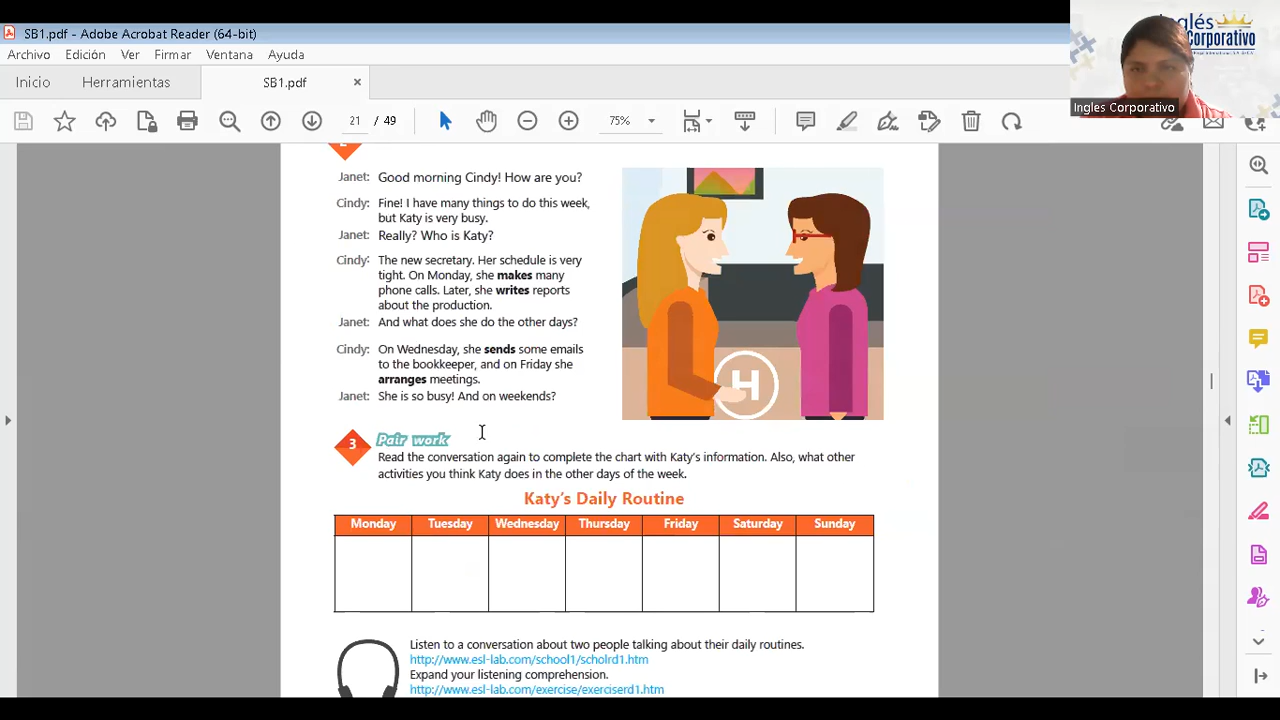 SB1.pdf - Adobe Acrobat Reader (64-bit)
Archivo Edición Ver Firmar Ventana Ayuda
Inicio Herramientas SB1.pdf ×
21 / 49 75%
Inglés
Corporativo
Ingles Corporativo
Janet: Good morning Cindy! How are you?
Cindy: Fine! I have many things to do this week,
but Katy is very busy.
Janet: Really? Who is Katy?
Cindy: The new secretary. Her schedule is very
tight. On Monday, she makes many
phone calls. Later, she writes reports
about the production.
Janet: And what does she do the other days?
Cindy: On Wednesday, she sends some emails
to the bookkeeper, and on Friday she
arranges meetings.
Janet: She is so busy! And on weekends?
H
3 Pair work
Read the conversation again to complete the chart with Katy's information. Also, what other
activities you think Katy does in the other days of the week.
Katy's Daily Routine
Monday Tuesday Wednesday Thursday Friday Saturday Sunday
Listen to a conversation about two people talking about their daily routines.
http://www.esl-lab.com/school1/scholrd1.htm
Expand your listening comprehension.
http://www.esl-lab.com/exercise/exerciserd1.htm